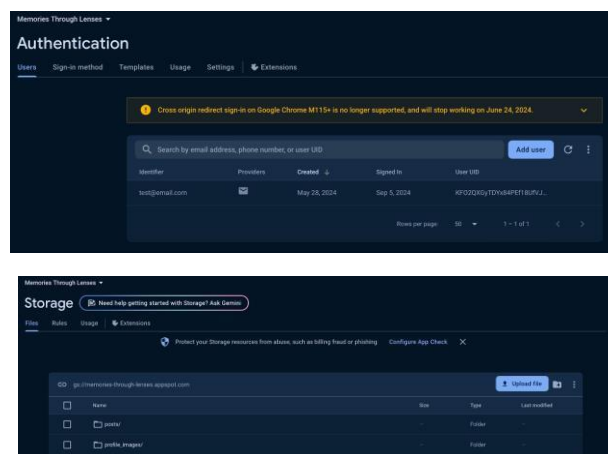 Memories Through Lenses
Authentication
Users Sign-in method Templates Usage Settings Extensions
Cross origin redirect sign-in on Google Chrome M115+ is no longer supported, and will stop working on June 24, 2024.
Search by email address, phone number, or user UID Add user
Identifier Providers Created Signed In User UID
test@email.com May 28, 2024 Sep 5, 2024
Rows per page 50 1 – 1 of 1
Memories Through Lenses
Storage Need help getting started with Storage? Ask Gemini
Files Rules Usage Extensions
Protect your Storage resources from abuse, such as billing fraud or phishing Configure App Check
gs://memories-through-lenses.appspot.com Upload file
Name Size Type Last modified
posts/ - Folder -
profile_images/ - Folder -